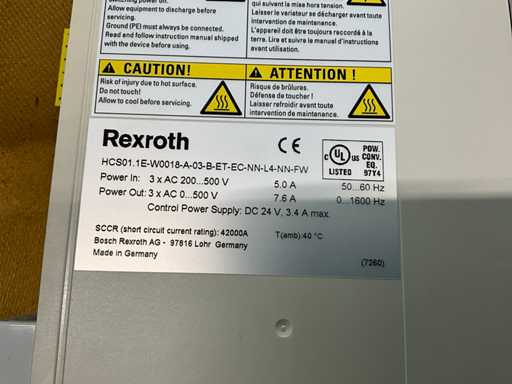 Allow equipment to discharge before
servicing.
Ground (PE) must always be connected.
Read and follow instruction manual shipped
with the device before using.
qui suivent la mise hors tension.
Laisser le variateur se décharger avant toute
intervention de maintenance.
L'appareil doit être toujours raccordé à la
terre. Lire et suivre le manuel d'instructions
avant utilisation.
CAUTION!
Risk of injury due to hot surface.
Do not touch!
Allow to cool before servicing.
ATTENTION !
Risque de brûlures.
Défense de toucher !
Laisser refroidir avant toute
intervention de maintenance.
Rexroth
CE
c UL us
LISTED
POW.
CONV.
EQ.
97Y4
HCS01.1E-W0018-A-03-B-ET-EC-NN-L4-NN-FW
Power In: 3 x AC 200...500 V 5.0 A 50...60 Hz
Power Out: 3 x AC 0...500 V 7.6 A 0...1600 Hz
Control Power Supply: DC 24 V, 3.4 A max.
SCCR (short circuit current rating): 42000A T(amb):40 °C
Bosch Rexroth AG - 97816 Lohr Germany
Made in Germany
(7260)